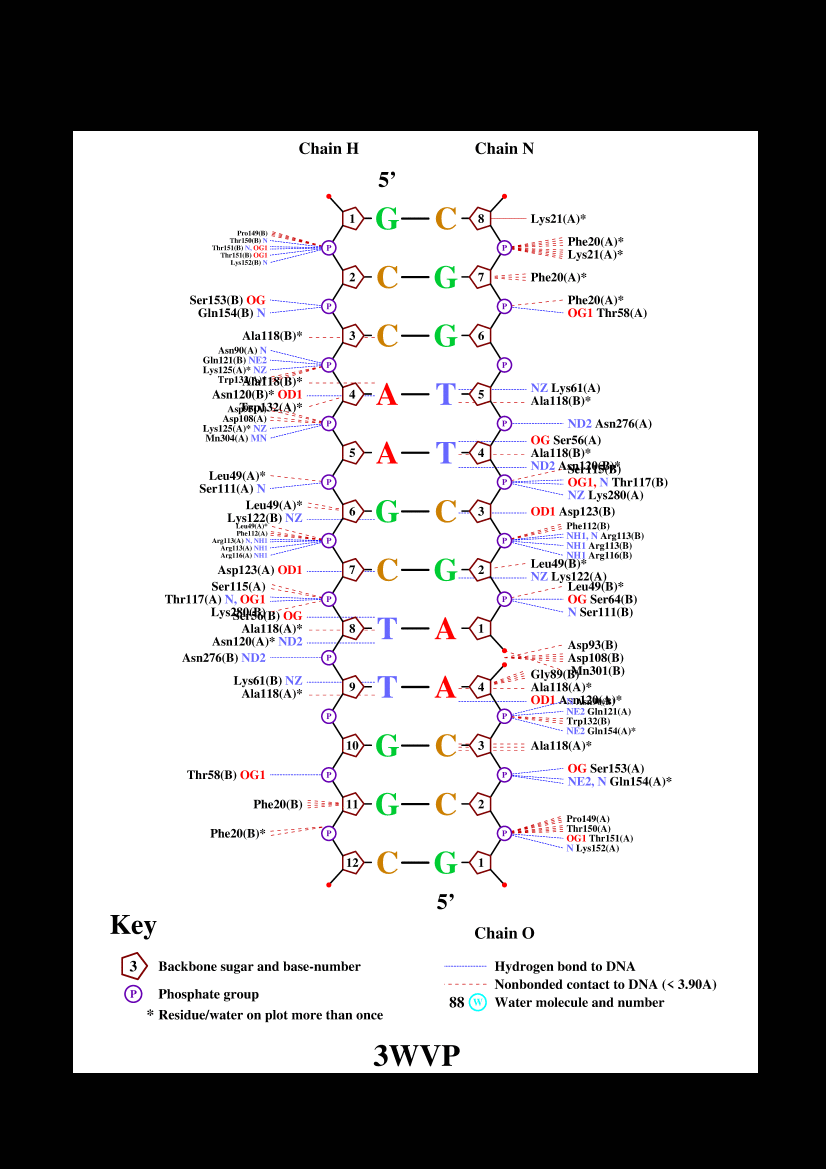 Chain H Chain N
5’
1 G C 8 Lys21(A)*
Pro149(B)
Thr150(B) N
Thr151(B) N, OG1
Thr151(B) OG1
Lys152(B) N
P P
Phe20(A)*
Lys21(A)*
2 C G 7 Phe20(A)*
Ser153(B) OG
Gln154(B) N
P P
Phe20(A)*
OG1 Thr58(A)
Ala118(B)* 3 C G 6
Asn90(A) N
Gln121(B) NE2
Lys125(A)* NZ
P P
Ala118(B)*
Asn120(B)* OD1
Trp132(A)*
4 A T 5
NZ Lys61(A)
Ala118(B)*
Asp108(A)
Lys125(A)* NZ
Mn304(A) MN
P P
ND2 Asn276(A)
5 A T 4
OG Ser56(A)
Ala118(B)*
ND2 Asn120(B)*
Leu49(A)*
Ser111(A) N
P P
Ser115(B)
OG1, N Thr117(B)
NZ Lys280(A)
Leu49(A)*
Lys122(B) NZ
6 G C 3
OD1 Asp123(B)
Leu49(A)*
Phe112(A)
Arg113(A) N, NH1
Arg113(A) NH1
Arg116(A) NH1
P P
Phe112(B)
NH1, N Arg113(B)
NH1 Arg113(B)
NH1 Arg116(B)
Asp123(A) OD1
7 C G 2
Leu49(B)*
NZ Lys122(A)
Ser115(A)
Thr117(A) N, OG1
Lys280(B)
P P
Leu49(B)*
OG Ser64(B)
N Ser111(B)
Ser56(B) OG
Ala118(A)*
Asn120(A)* ND2
8 T A 1
Asn276(B) ND2
P
Asp93(B)
Asp108(B)
Mn301(B)
Lys61(B) NZ
Ala118(A)*
9 T A 4
Gly89(B)
Ala118(A)*
OD1 Asn120(A)*
P P
NE2 Gln121(A)
Trp132(B)
NE2 Gln154(A)*
10 G C 3 Ala118(A)*
Thr58(B) OG1
P P
OG Ser153(A)
NE2, N Gln154(A)*
Phe20(B) 11 G C 2
Phe20(B)*
P P
Pro149(A)
Thr150(A)
OG1 Thr151(A)
N Lys152(A)
12 C G 1
5’
Chain O
Key
3 Backbone sugar and base-number
P Phosphate group
* Residue/water on plot more than once
Hydrogen bond to DNA
Nonbonded contact to DNA (< 3.90A)
88 W Water molecule and number
3WVP